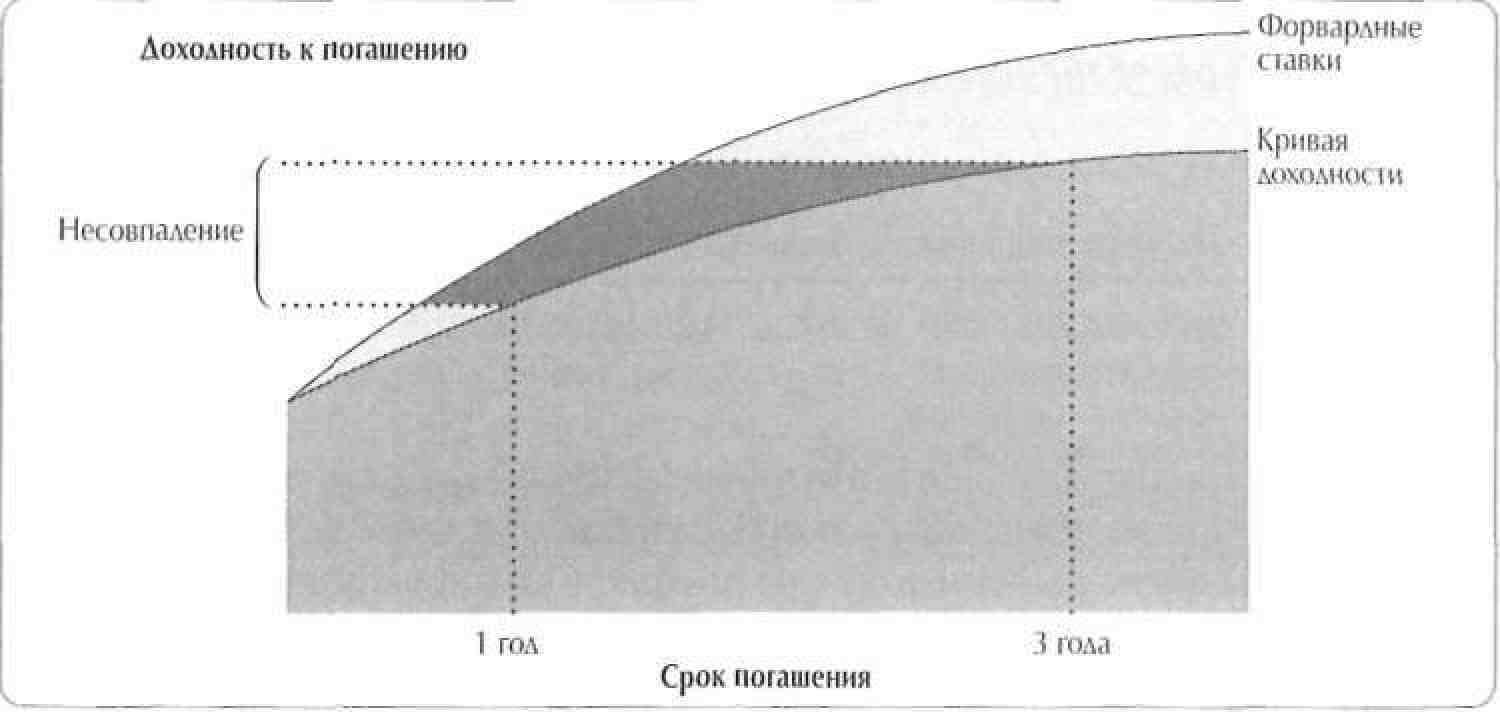 Доходность к погашению
Форвардные
ставки
Кривая
доходности
Несовпадение
1 год
3 года
Срок погашения